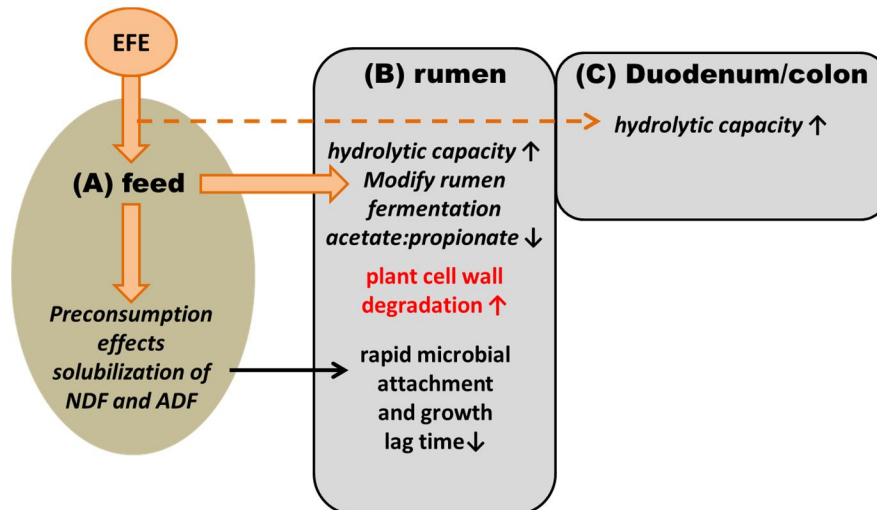 EFE
(A) feed
Preconsumption
effects
solubilization of
NDF and ADF
(B) rumen
hydrolytic capacity ↑
Modify rumen
fermentation
acetate:propionate ↓
plant cell wall
degradation ↑
rapid microbial
attachment
and growth
lag time↓
(C) Duodenum/colon
hydrolytic capacity ↑